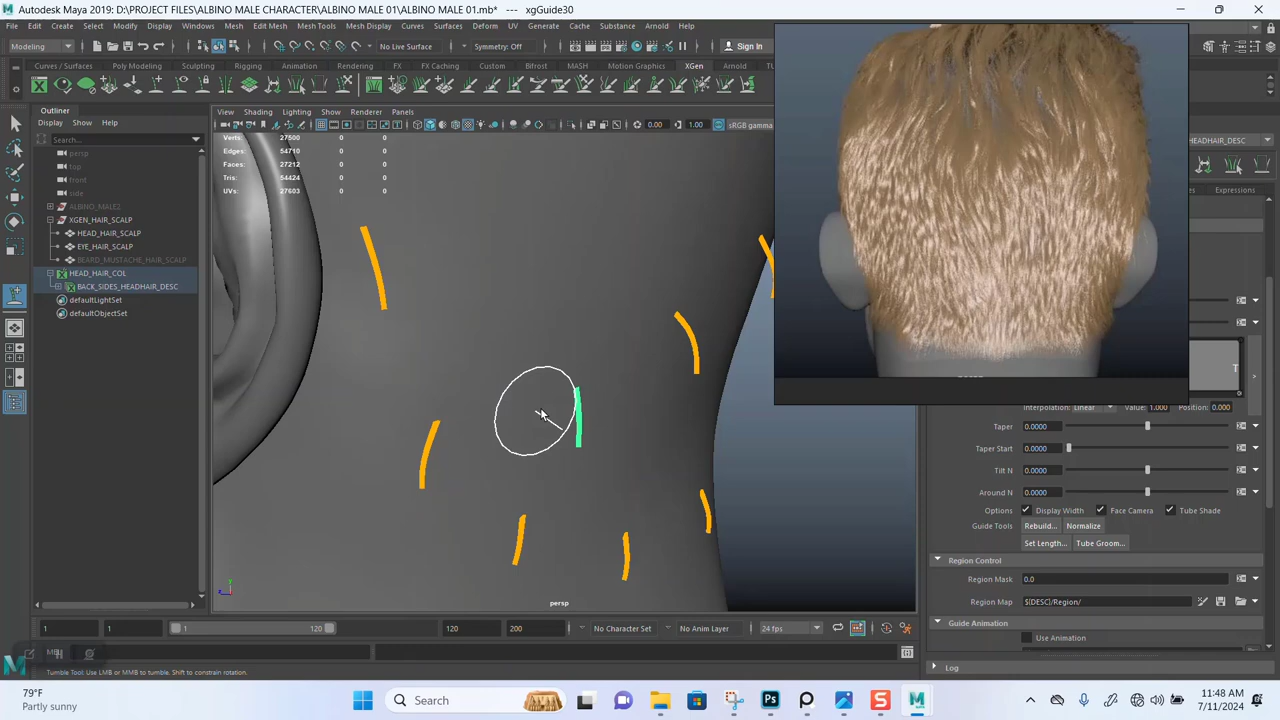 Autodesk Maya 2019: D:\PROJECT FILES\ALBINO MALE CHARACTER\ALBINO MALE 01\ALBINO MALE 01.mb* --- xgGuide30
File Edit Create Select Modify Display Windows Mesh Edit Mesh Mesh Tools Mesh Display Curves Surfaces Deform UV Generate Cache Substance Arnold Help
Modeling No Live Surface Symmetry: Off Sign In
Curves / Surfaces Poly Modeling Sculpting Rigging Animation Rendering FX FX Caching Custom Bifrost MASH Motion Graphics XGen Arnold
Outliner
Display Show Help
Search...
persp
top
front
side
ALBINO_MALE2
XGEN_HAIR_SCALP
HEAD_HAIR_SCALP
EYE_HAIR_SCALP
BEARD_MUSTACHE_HAIR_SCALP
HEAD_HAIR_COL
BACK_SIDES_HEADHAIR_DESC
defaultLightSet
defaultObjectSet
View Shading Lighting Show Renderer Panels
0.00 1.00 sRGB gamma
Verts: 27500 0 0
Edges: 54710 0 0
Faces: 27212 0 0
Tris: 54424 0 0
UVs: 27603 0 0
persp
HEADHAIR_DESC
Expressions
T
>
Interpolation: Linear Value: 1.000 Position: 0.000
Taper 0.0000
Taper Start 0.0000
Tilt N 0.0000
Around N 0.0000
Options Display Width Face Camera Tube Shade
Guide Tools Rebuild... Normalize
Set Length... Tube Groom...
Region Control
Region Mask 0.0
Region Map ${DESC}/Region/
Guide Animation
Use Animation
Log
1 1 1 120 120 200 No Character Set No Anim Layer 24 fps
Tumble Tool: Use LMB or MMB to tumble. Shift to constrain rotation.
79°F
Partly sunny
Search
11:48 AM
7/11/2024